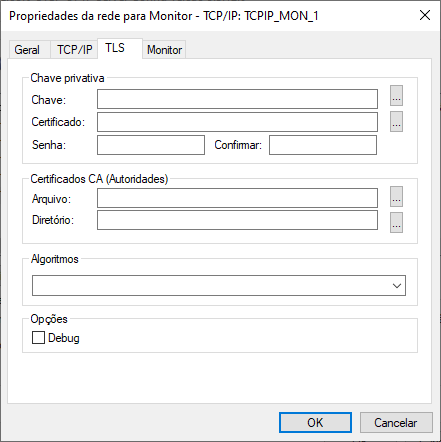 Propriedades da rede para Monitor - TCP/IP: TCPIP_MON_1
Geral TCP/IP TLS Monitor
Chave privativa
Chave: ...
Certificado: ...
Senha: Confirmar:
Certificados CA (Autoridades)
Arquivo: ...
Diretório: ...
Algoritmos
Opções
Debug
OK Cancelar